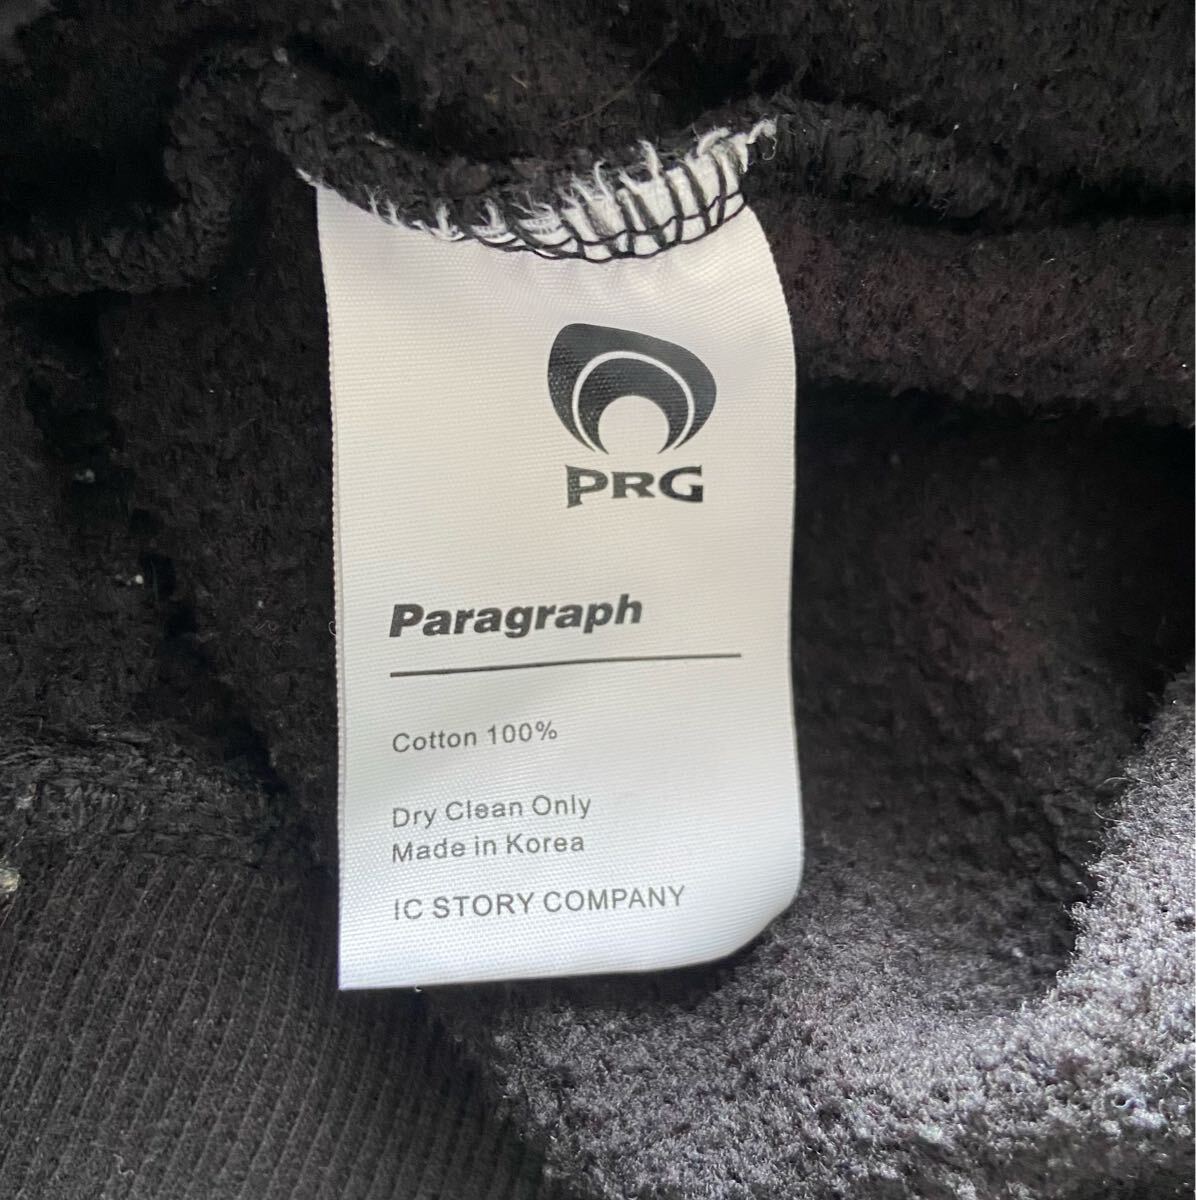 PRG
Paragraph
Cotton 100%
Dry Clean Only
Made in Korea
IC STORY COMPANY